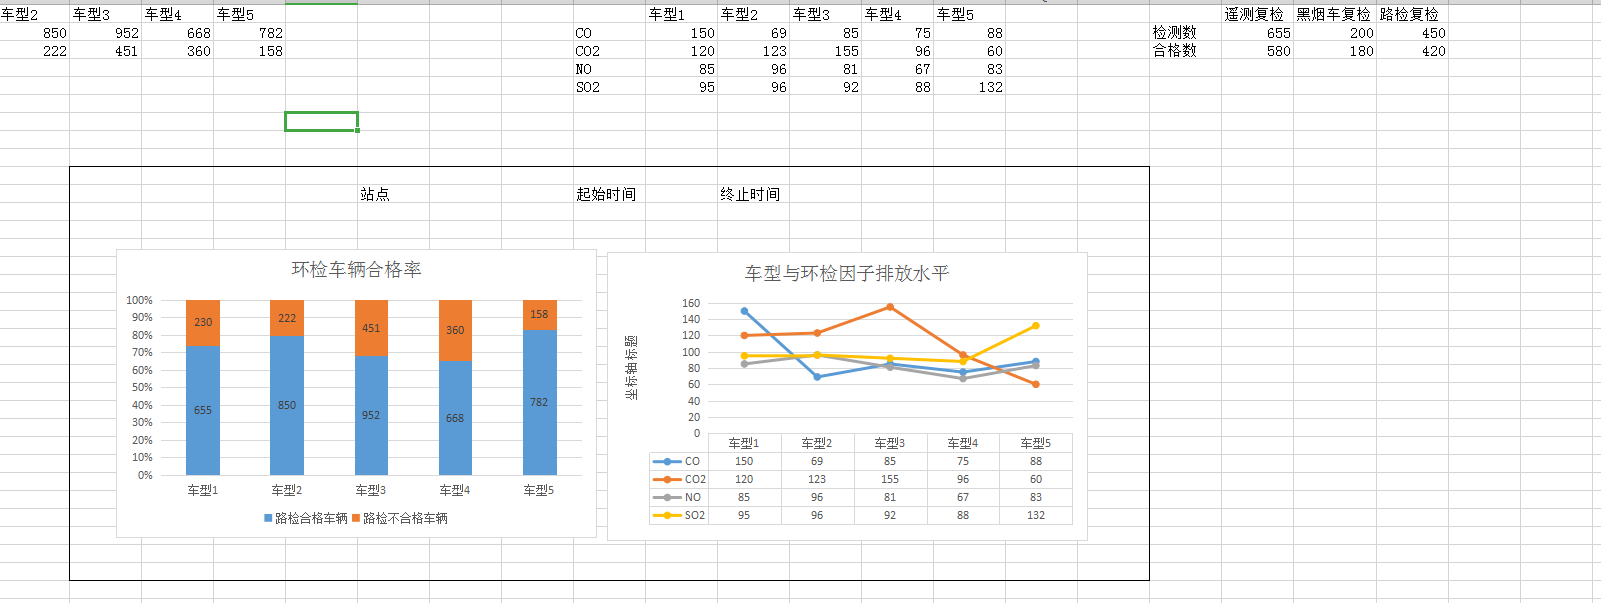 车型2 车型3 车型4 车型5 车型1 车型2 车型3 车型4 车型5 遥测复检 黑烟车复检 路检复检
850 952 668 782 CO 150 69 85 75 88 检测数 655 200 450
222 451 360 158 CO2 120 123 155 96 60 合格数 580 180 420
NO 85 96 81 67 83
SO2 95 96 92 88 132
站点 起始时间 终止时间
环检车辆合格率
100%
90%
80%
70%
60%
50%
40%
30%
20%
10%
0%
230 222 451 360 158
655 850 952 668 782
车型1 车型2 车型3 车型4 车型5
路检合格车辆 路检不合格车辆
车型与环检因子排放水平
坐标轴标题
160
140
120
100
80
60
40
20
0
车型1 车型2 车型3 车型4 车型5
CO 150 69 85 75 88
CO2 120 123 155 96 60
NO 85 96 81 67 83
SO2 95 96 92 88 132